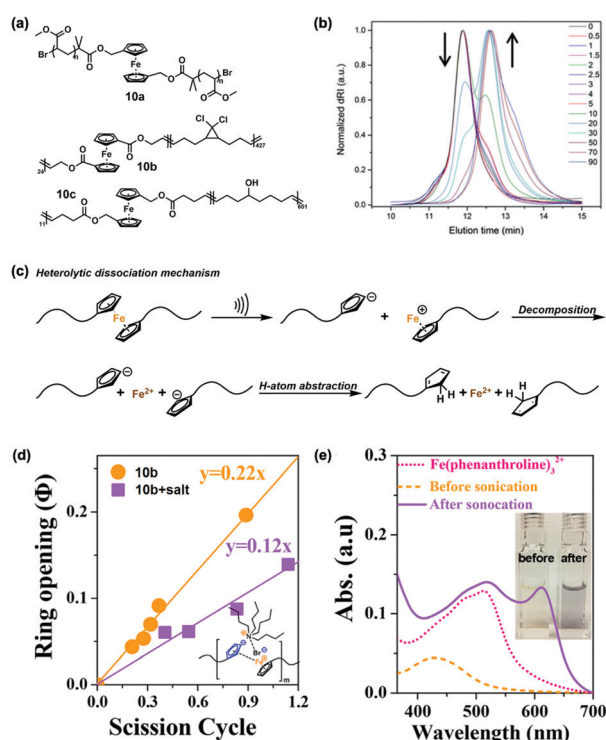 (a)
O
O
Br
n
O
O
Fe
O
O
Br
n
O
O
10a
O
O
Cl
Cl
427
Fe
O
O
24
10b
10c
O
O
OH
601
Fe
O
O
11
(b)
Normalized dRI (a.u.)
1.0
0.8
0.6
0.4
0.2
0.0
10
11
12
13
14
15
Elution time (min)
0
0.5
1
1.5
2
2.5
3
4
5
10
20
30
50
70
90
(c)
Heterolytic dissociation mechanism
Fe
⊖
+
Fe
⊕
Decomposition
⊖
+ Fe2+ +
⊖
H-atom abstraction
H
H
+ Fe2+ +
H
H
(d)
Ring opening (Φ)
0.2
0.1
0.0
0.0
0.3
0.6
0.9
1.2
Scission Cycle
10b
10b+salt
y=0.22x
y=0.12x
N
⊕
⊖
Br
⊖
Fe
⊕
m
(e)
Abs. (a.u)
0.3
0.2
0.1
0.0
400
500
600
700
Wavelength (nm)
Fe(phenanthroline)₃²⁺
Before sonication
After sonocation
before
after